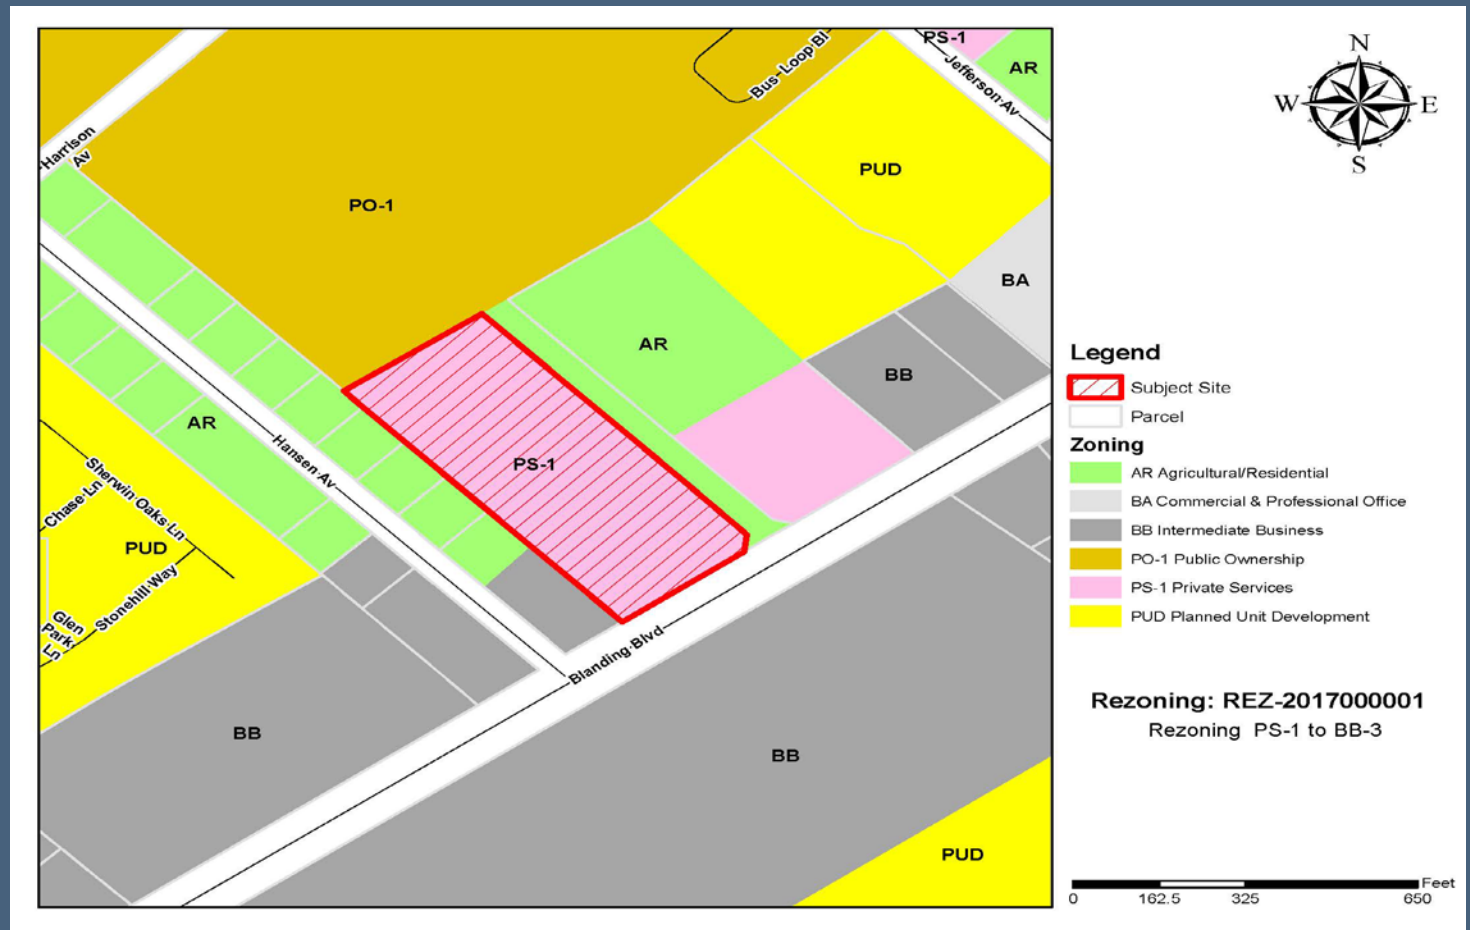 PS-1
Bus Loop Bl
Jefferson Av
AR
Harrison
Av
PUD
PO-1
BA
AR
BB
AR
Hansen Av
PS-1
Sherwin Oaks Ln
Chase Ln
PUD
Stonehill Way
Glen
Park
Ln
Blanding Blvd
BB
BB
PUD
N
W
E
S
Legend
Subject Site
Parcel
Zoning
AR Agricultural/Residential
BA Commercial & Professional Office
BB Intermediate Business
PO-1 Public Ownership
PS-1 Private Services
PUD Planned Unit Development
Rezoning: REZ-2017000001
Rezoning PS-1 to BB-3
Feet
0 162.5 325 650